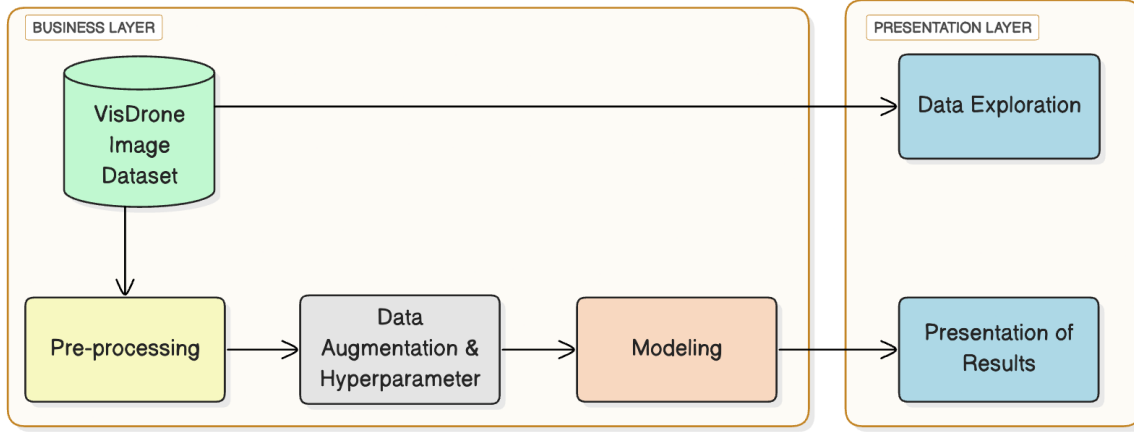 BUSINESS LAYER
VisDrone
Image
Dataset
Pre-processing
Data
Augmentation &
Hyperparameter
Modeling
PRESENTATION LAYER
Data Exploration
Presentation of
Results